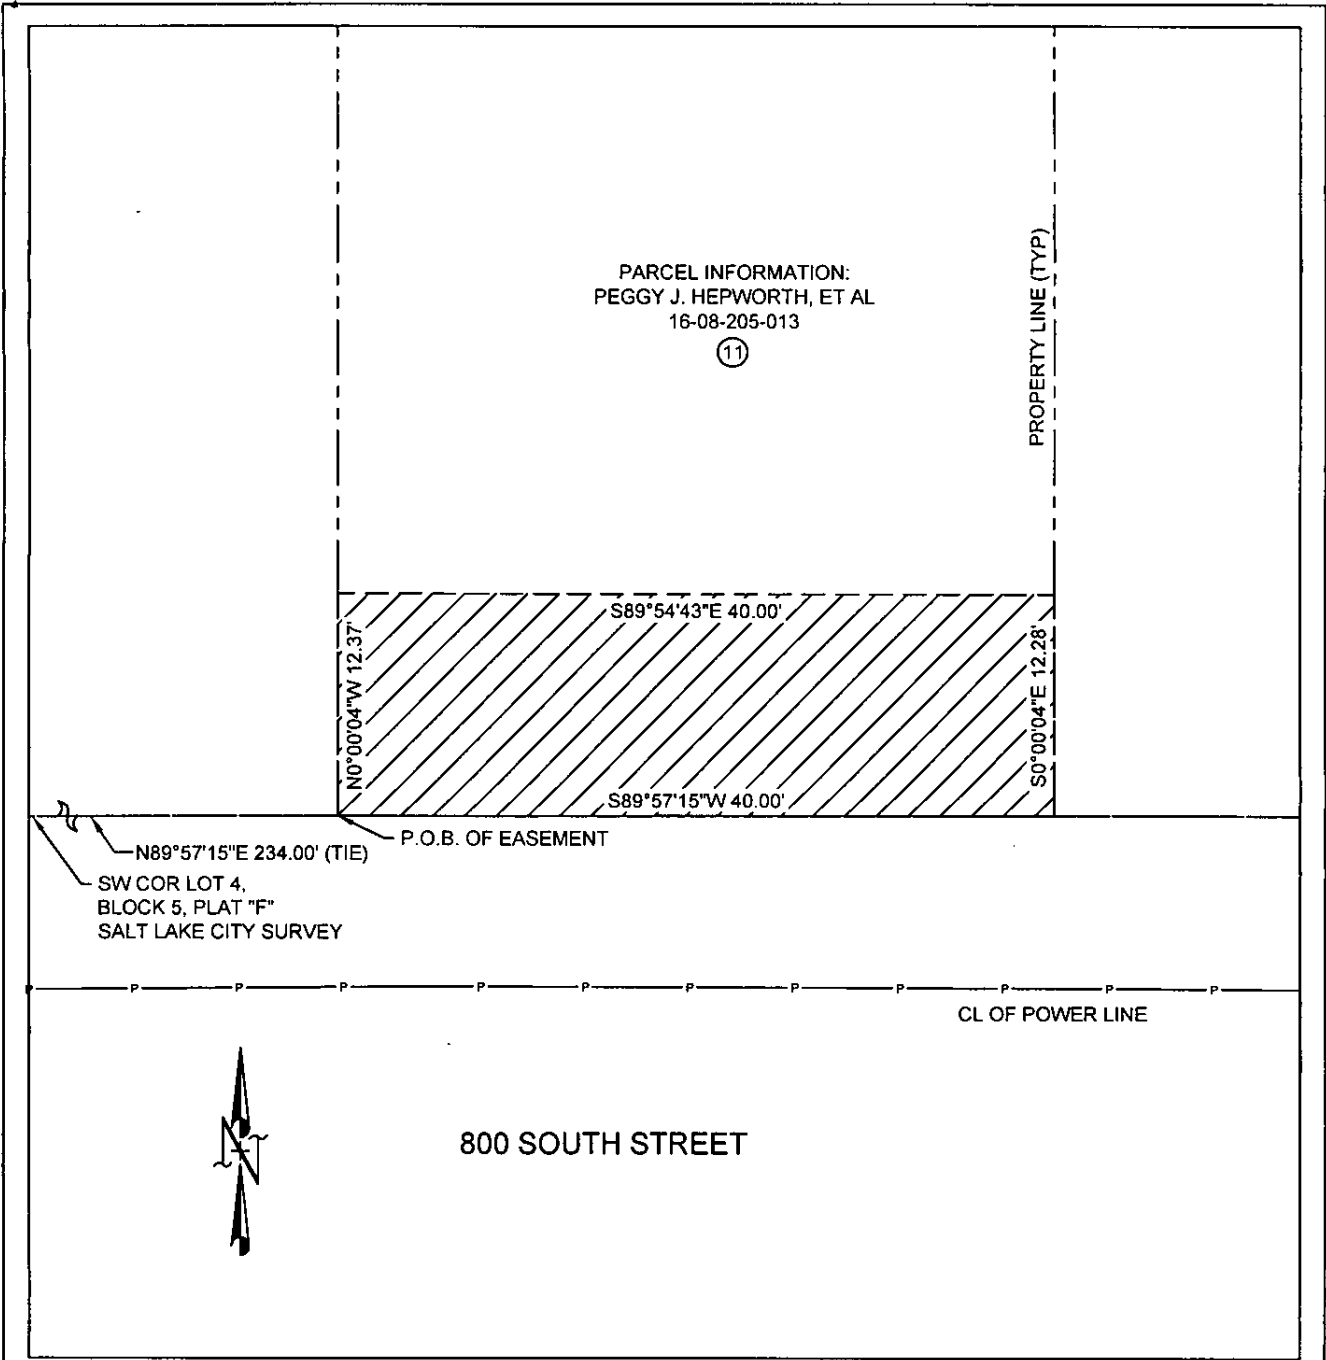 PARCEL INFORMATION:
PEGGY J. HEPWORTH, ET AL
16-08-205-013
11
PROPERTY LINE (TYP)
S89°54'43"E 40.00'
N0°00'04"W 12.37'
S0°00'04"E 12.28'
S89°57'15"W 40.00'
P.O.B. OF EASEMENT
N89°57'15"E 234.00' (TIE)
SW COR LOT 4,
BLOCK 5, PLAT "F"
SALT LAKE CITY SURVEY
P P P P P P P P P P P P
CL OF POWER LINE
N
800 SOUTH STREET